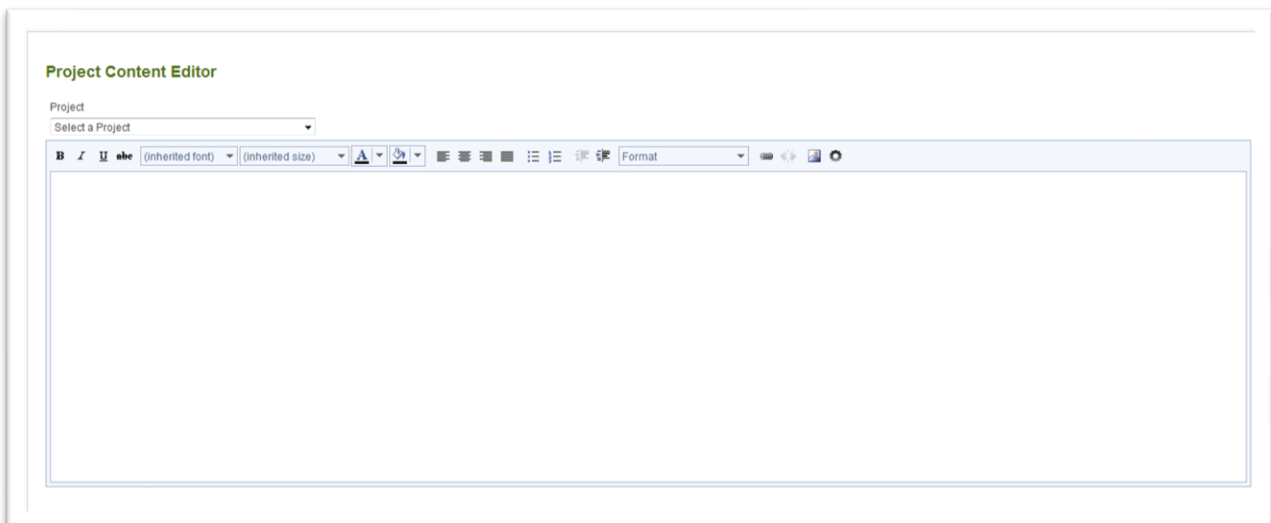 Project Content Editor
Project
Select a Project
B I U abc (inherited font) (inherited size) A Format